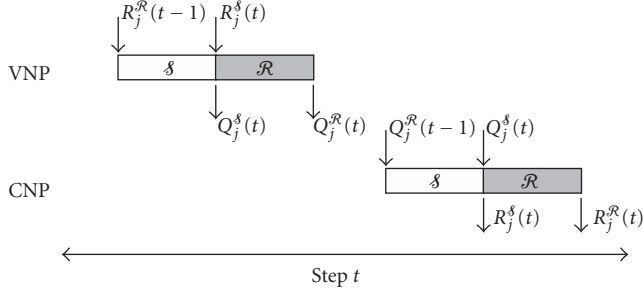 R_j^ℛ(t−1) R_j^𝒮(t)
VNP 𝒮 ℛ
Q_j^𝒮(t) Q_j^ℛ(t)
Q_j^ℛ(t−1) Q_j^𝒮(t)
CNP 𝒮 ℛ
R_j^𝒮(t) R_j^ℛ(t)
Step t